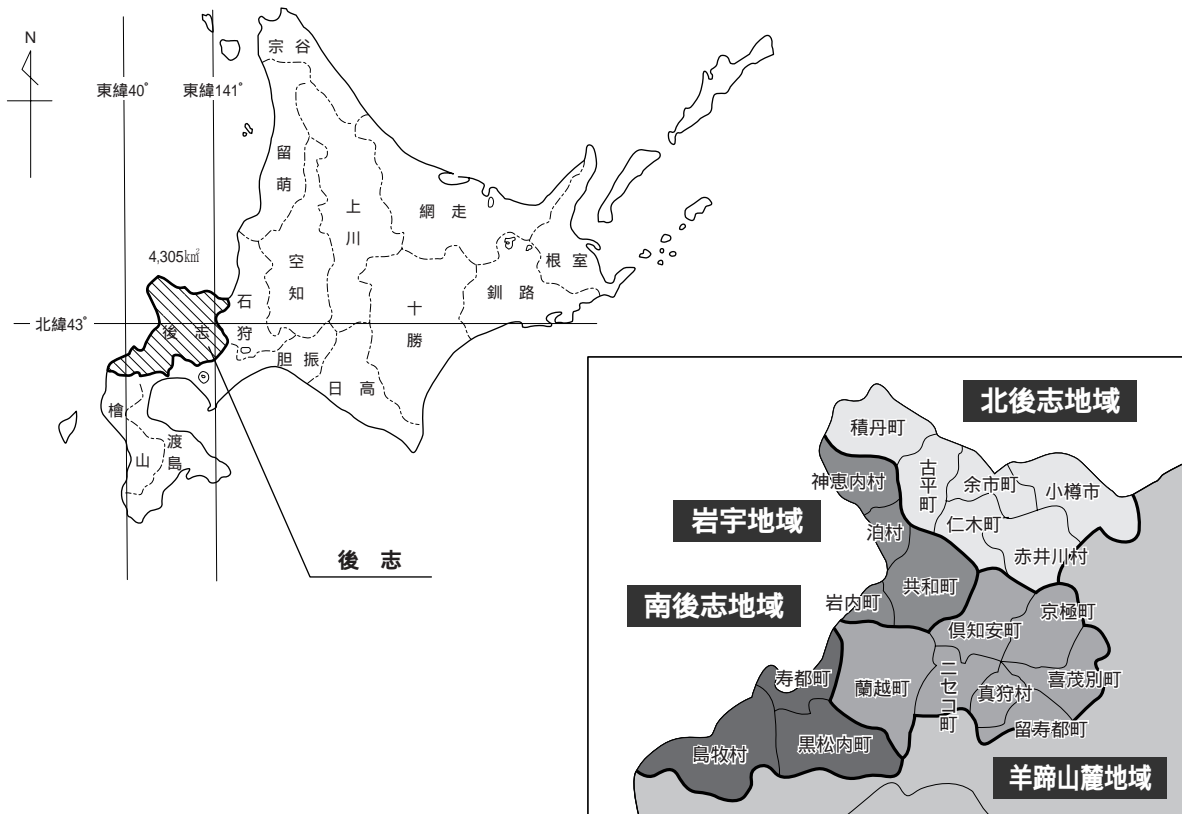 N
東緯40°
東緯141°
宗谷
留萌
上川
網走
4,305㎢
空知
根室
釧路
石狩
十勝
北緯43°
後志
胆振
日高
檜山
渡島
後志
北後志地域
積丹町
古平町
余市町
小樽市
神恵内村
仁木町
岩宇地域
泊村
赤井川村
共和町
南後志地域
岩内町
京極町
倶知安町
寿都町
蘭越町
ニセコ町
真狩村
喜茂別町
留寿都町
島牧村
黒松内町
羊蹄山麓地域